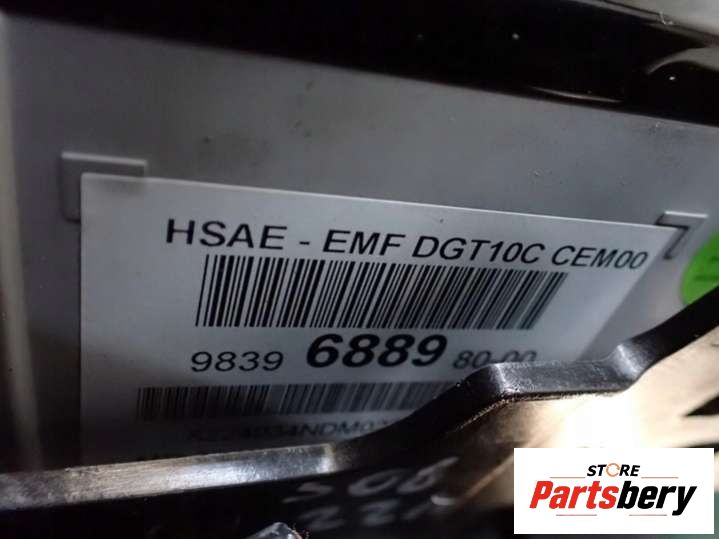 HSAE - EMF DGT10C CEM00
9839 6889 80-00
STORE
Partsbery